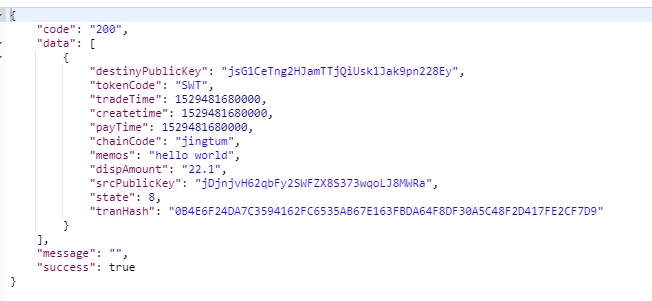 {
"code": "200",
"data": [
{
"destinyPublicKey": "jsG1CeTng2HJamTTjQiUsk1Jak9pn228Ey",
"tokenCode": "SWT",
"tradeTime": 1529481680000,
"createtime": 1529481680000,
"payTime": 1529481680000,
"chainCode": "jingtum",
"memos": "hello world",
"dispAmount": "22.1",
"srcPublicKey": "jDjnjvH62qbFy2SWFZX8S373wqoLJ8MWRa",
"state": 8,
"tranHash": "0B4E6F24DA7C3594162FC6535AB67E163FBDA64F8DF30A5C48F2D417FE2CF7D9"
}
],
"message": "",
"success": true
}